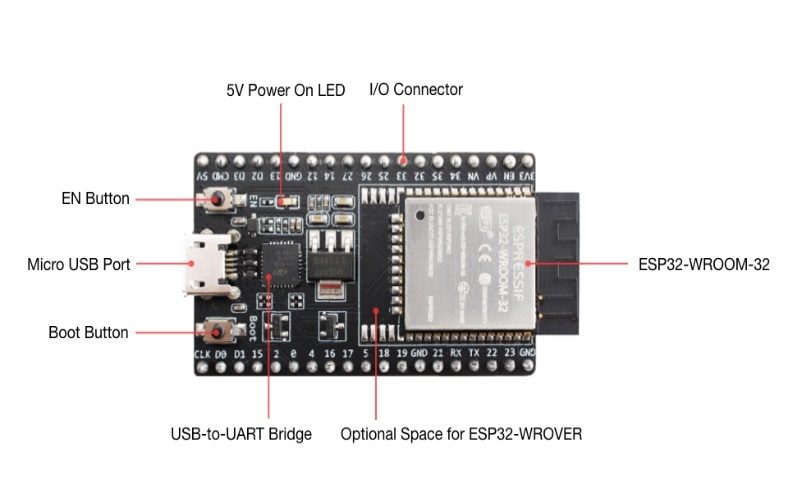 5V Power On LED
I/O Connector
5V CMD D3 D2 13 GND 12 14 27 26 25 33 32 35 34 VN VP EN 3V3
EN Button
EN
Micro USB Port
ESPRESSIF
ESP32-WROOM-32
ESP32-WROOM-32
Boot Button
Boot
CLK D0 D1 15 2 0 4 16 17 5 18 19 GND 21 RX TX 22 23 GND
USB-to-UART Bridge
Optional Space for ESP32-WROVER